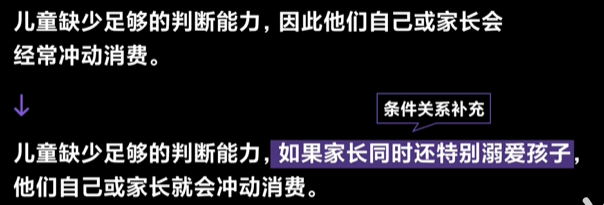 儿童缺少足够的判断能力，因此他们自己或家长会
经常冲动消费。
↓
条件关系补充
儿童缺少足够的判断能力，如果家长同时还特别溺爱孩子，
他们自己或家长就会冲动消费。